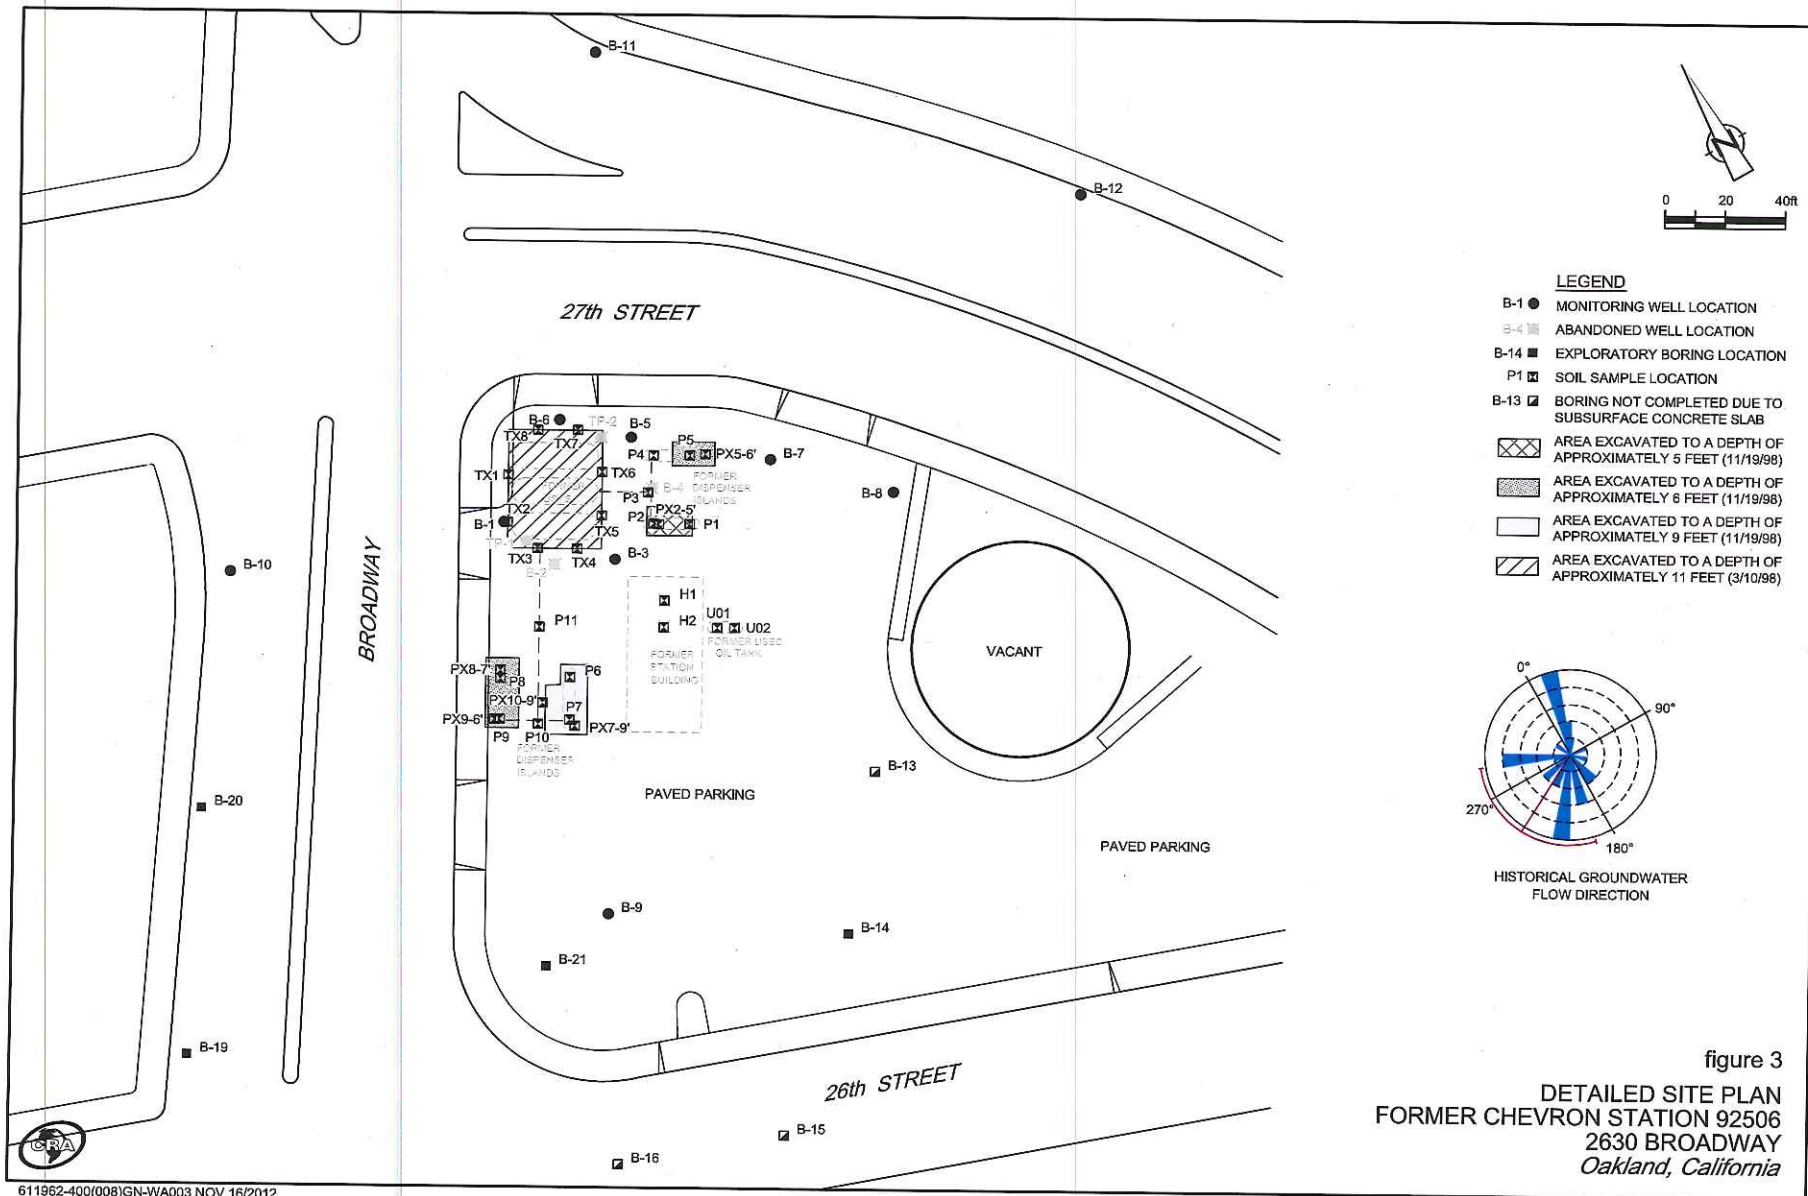 B-11
B-12
0 20 40ft
27th STREET
LEGEND
B-1 MONITORING WELL LOCATION
B-4 ABANDONED WELL LOCATION
B-14 EXPLORATORY BORING LOCATION
P1 SOIL SAMPLE LOCATION
B-13 BORING NOT COMPLETED DUE TO
SUBSURFACE CONCRETE SLAB
AREA EXCAVATED TO A DEPTH OF
APPROXIMATELY 5 FEET (11/19/98)
AREA EXCAVATED TO A DEPTH OF
APPROXIMATELY 6 FEET (11/19/98)
AREA EXCAVATED TO A DEPTH OF
APPROXIMATELY 9 FEET (11/19/98)
AREA EXCAVATED TO A DEPTH OF
APPROXIMATELY 11 FEET (3/10/98)
B-6
TP-2
B-5
TX8
TX7
P5
P4
PX5-6'
B-7
TX1
TX6
FORMER
DISPENSER
ISLANDS
B-4
P3
B-8
TX2
PX2-5'
B-1
P2
P1
TX5
TP-1
TX3
TX4
B-3
B-2
B-10
BROADWAY
H1
P11
H2
U01
U02
FORMER USED
OIL TANK
FORMER
STATION
BUILDING
VACANT
PX8-7'
P8
P6
PX10-9'
PX9-6'
P7
P9
P10
PX7-9'
FORMER
DISPENSER
ISLANDS
0°
90°
270°
180°
HISTORICAL GROUNDWATER
FLOW DIRECTION
B-13
PAVED PARKING
B-20
PAVED PARKING
B-9
B-14
B-21
B-19
26th STREET
B-15
B-16
CRA
figure 3
DETAILED SITE PLAN
FORMER CHEVRON STATION 92506
2630 BROADWAY
Oakland, California
611962-400(008)GN-WA003 NOV 16/2012